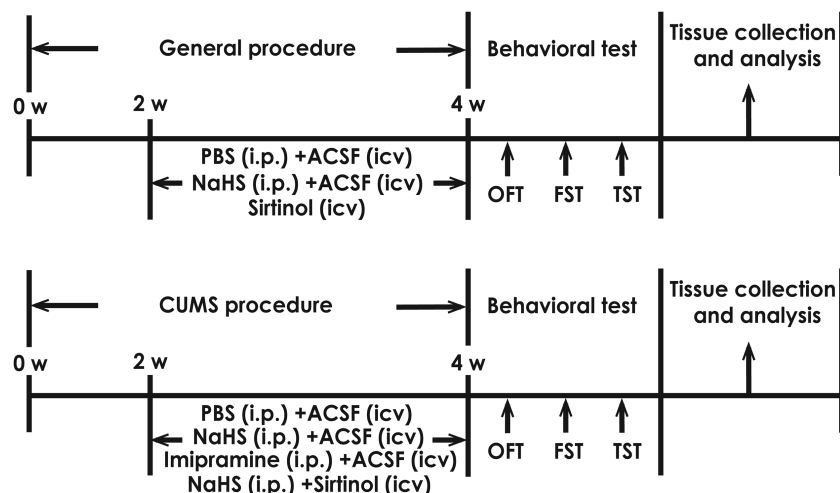 General procedure
Behavioral test
Tissue collection
and analysis
0 w
2 w
4 w
PBS (i.p.) +ACSF (icv)
NaHS (i.p.) +ACSF (icv)
Sirtinol (icv)
OFT
FST
TST
CUMS procedure
Behavioral test
Tissue collection
and analysis
0 w
2 w
4 w
PBS (i.p.) +ACSF (icv)
NaHS (i.p.) +ACSF (icv)
Imipramine (i.p.) +ACSF (icv)
NaHS (i.p.) +Sirtinol (icv)
OFT
FST
TST